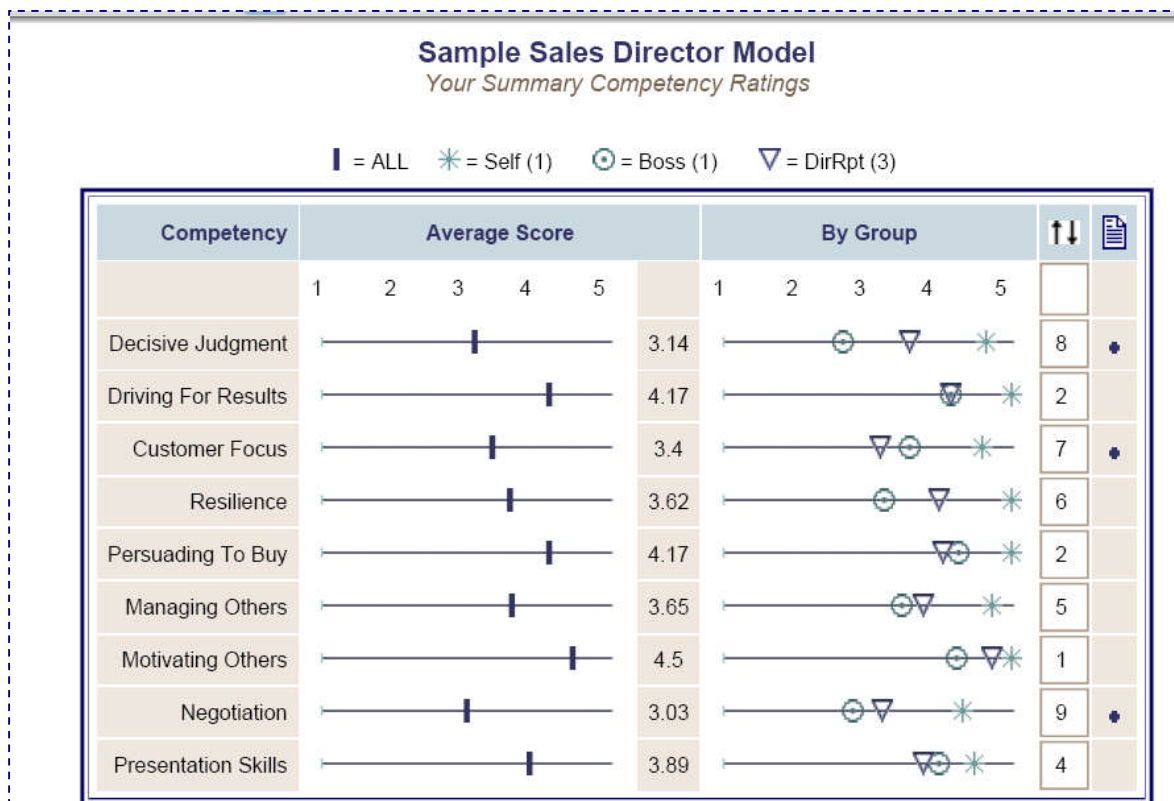 Sample Sales Director Model
Your Summary Competency Ratings
= ALL = Self (1) = Boss (1) = DirRpt (3)
Competency Average Score By Group
1 2 3 4 5 1 2 3 4 5
Decisive Judgment 3.14 8
Driving For Results 4.17 2
Customer Focus 3.4 7
Resilience 3.62 6
Persuading To Buy 4.17 2
Managing Others 3.65 5
Motivating Others 4.5 1
Negotiation 3.03 9
Presentation Skills 3.89 4